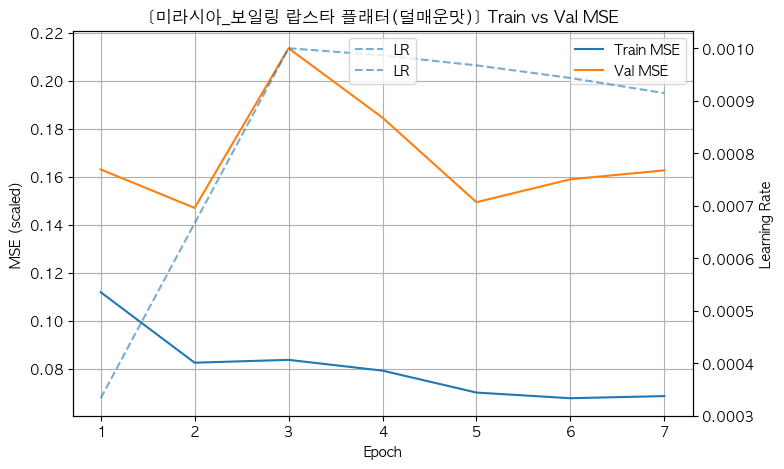 [미라시아_보일링 랍스타 플래터(덜매운맛)] Train vs Val MSE
MSE (scaled)
0.22
0.20
0.18
0.16
0.14
0.12
0.10
0.08
LR
LR
Train MSE
Val MSE
0.0010
0.0009
0.0008
0.0007
0.0006
0.0005
0.0004
0.0003
Learning Rate
1 2 3 4 5 6 7
Epoch